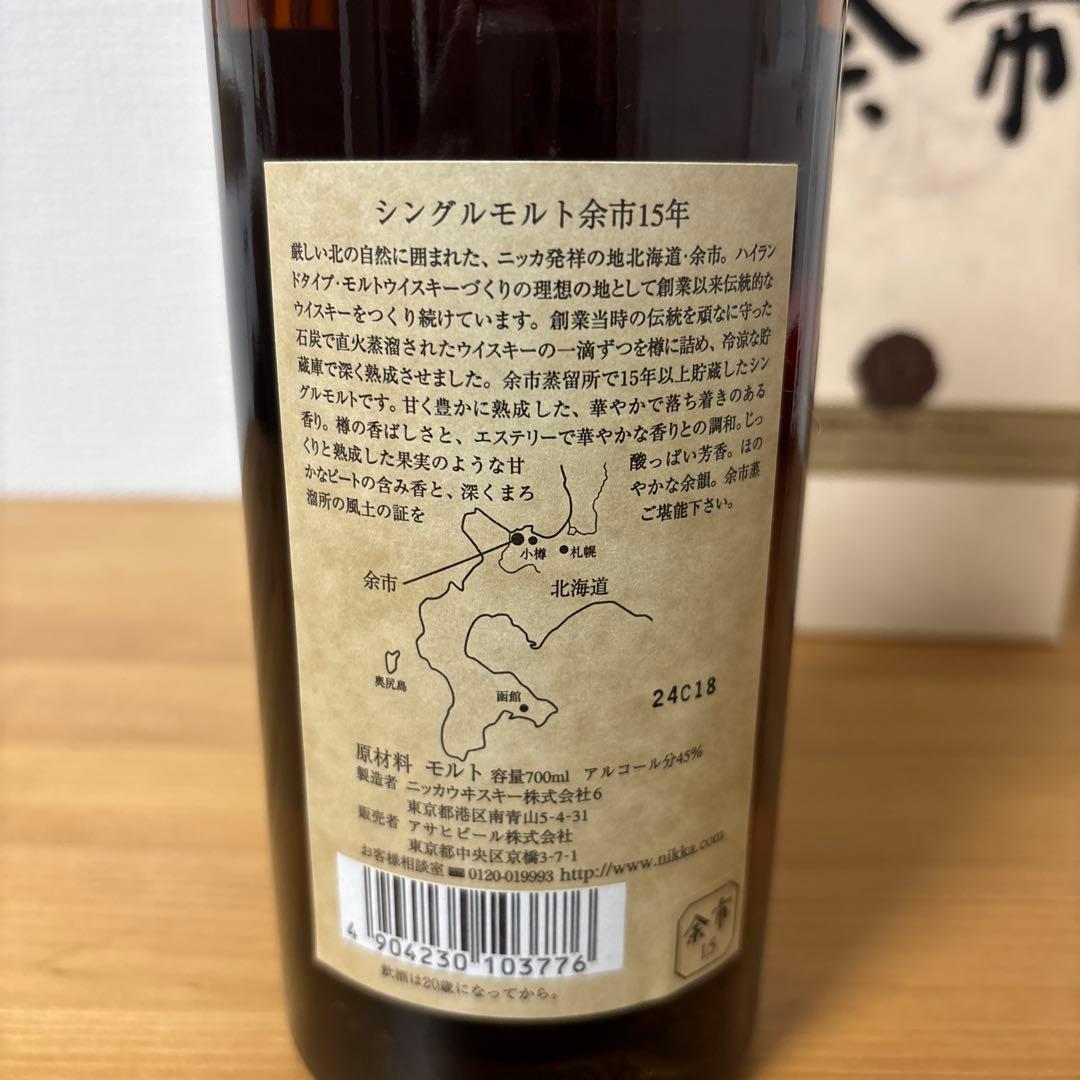 余市
シングルモルト余市15年
厳しい北の自然に囲まれた、ニッカ発祥の地北海道・余市。ハイラン
ドタイプ・モルトウイスキーづくりの理想の地として創業以来伝統的な
ウイスキーをつくり続けています。創業当時の伝統を頑なに守った
石炭で直火蒸溜されたウイスキーの一滴ずつを樽に詰め、冷涼な貯
蔵庫で深く熟成させました。余市蒸留所で15年以上貯蔵したシン
グルモルトです。甘く豊かに熟成した、華やかで落ち着きのある
香り。樽の香ばしさと、エステリーで華やかな香りとの調和。じっ
くりと熟成した果実のような甘酸っぱい芳香。ほの
かなピートの含み香と、深くまろやかな余韻。余市蒸
溜所の風土の証をご堪能下さい。
小樽
札幌
余市
北海道
奥尻島
函館
24C18
原材料 モルト 容量700ml アルコール分45%
製造者 ニッカウヰスキー株式会社6
東京都港区南青山5-4-31
販売者 アサヒビール株式会社
東京都中央区京橋3-7-1
お客様相談室 0120-019993 http://www.nikka.com
4 904230 103776
余市
15
飲酒は20歳になってから。